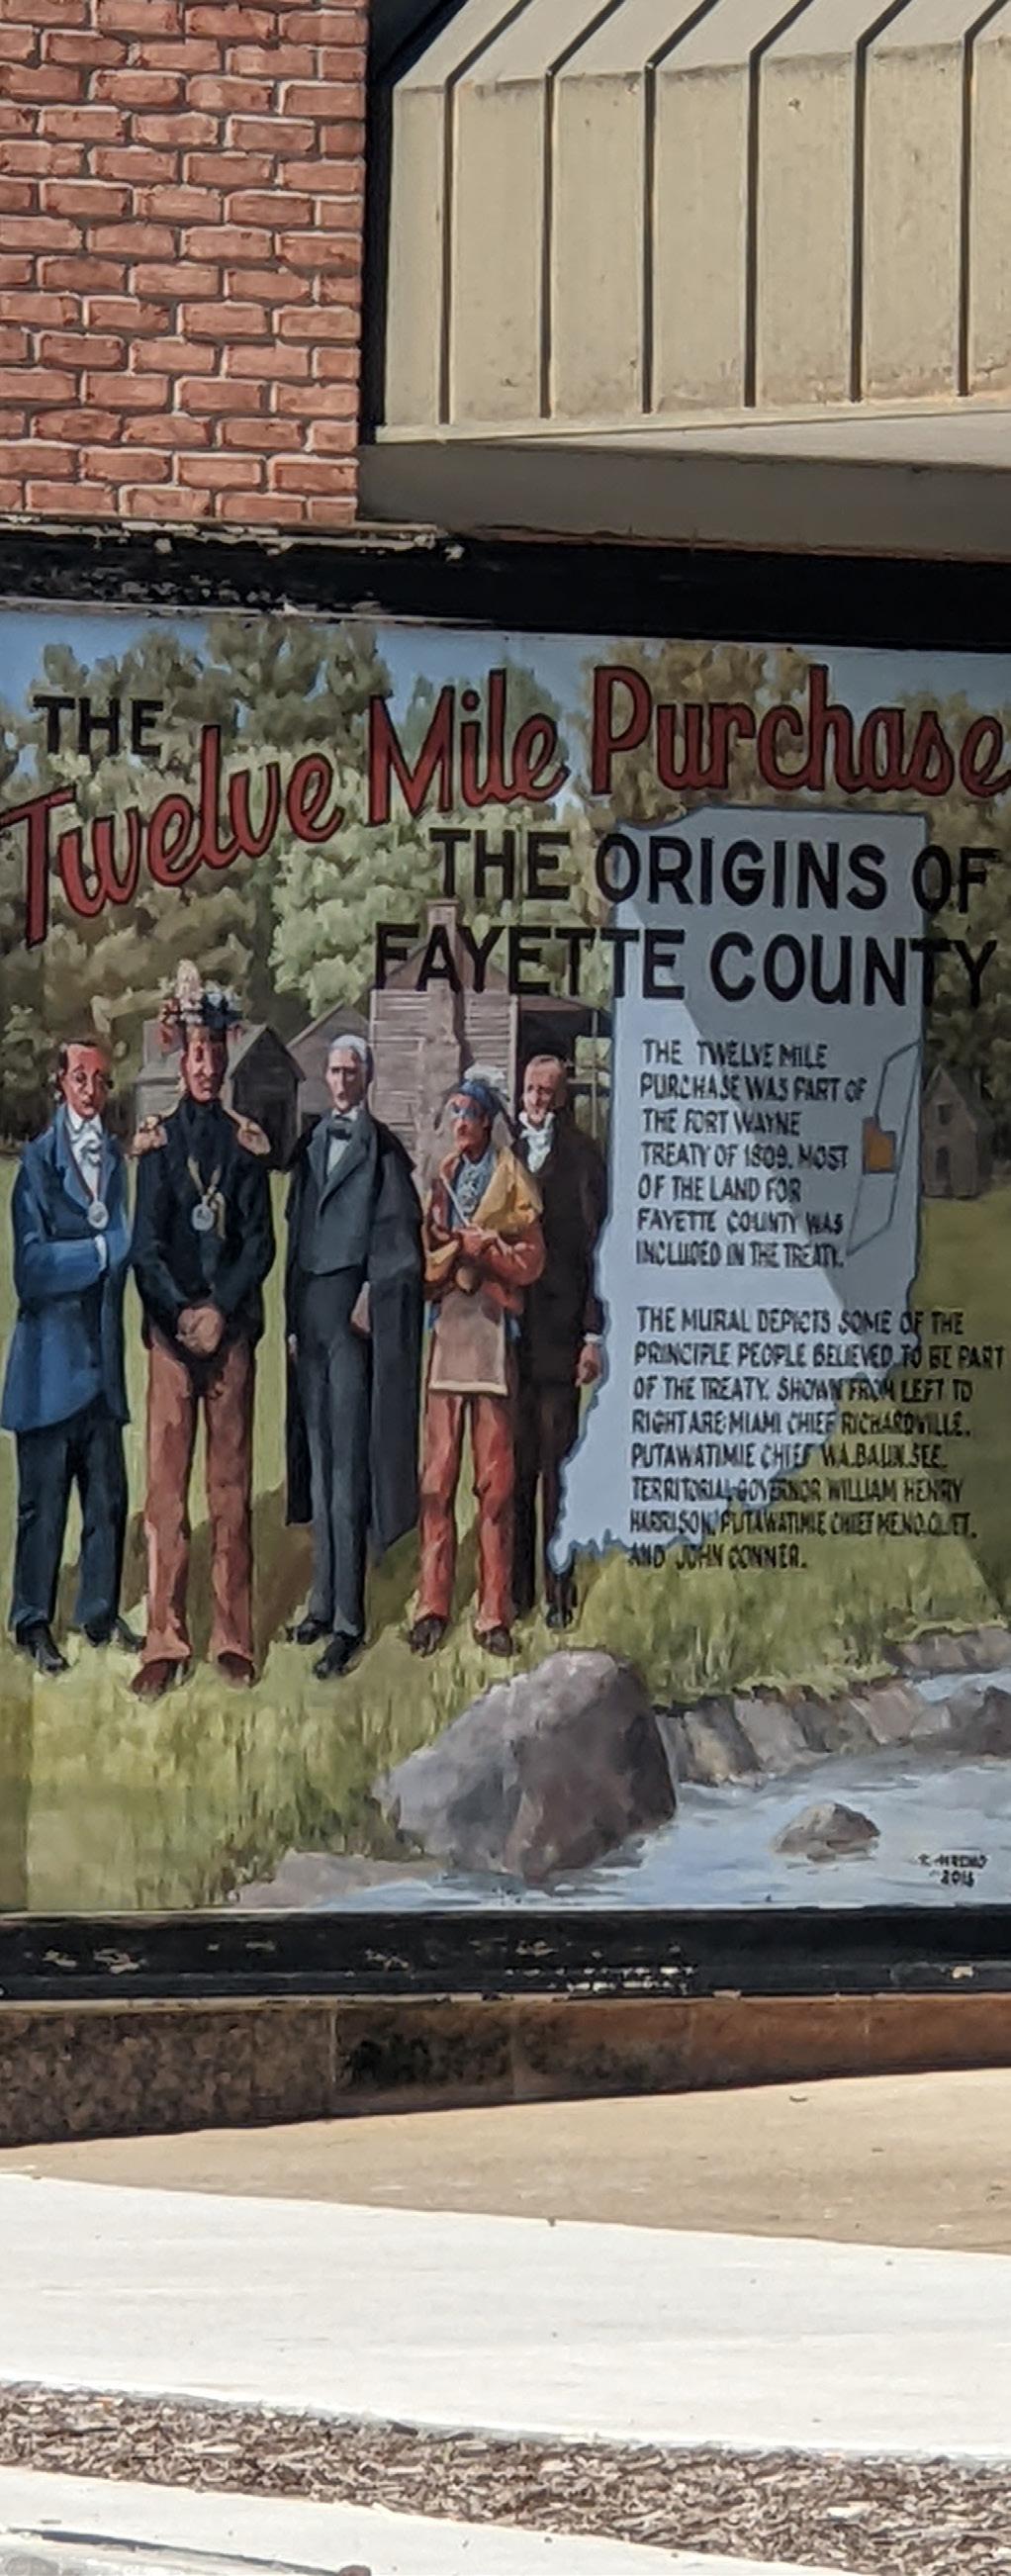 THE
Twelve Mile Purchase
THE ORIGINS OF
FAYETTE COUNTY
THE TWELVE MILE
PURCHASE WAS PART OF
THE FORT WAYNE
TREATY OF 1809. MOST
OF THE LAND FOR
FAYETTE COUNTY WAS
INCLUDED IN THE TREATY.
THE MURAL DEPICTS SOME OF THE
PRINCIPLE PEOPLE BELIEVED TO BE PART
OF THE TREATY. SHOWN FROM LEFT TO
RIGHT ARE: MIAMI CHIEF RICHARDVILLE,
PUTAWATIMIE CHIEF WA.BAUN.SEE,
TERRITORIAL GOVERNOR WILLIAM HENRY
HARRISON, PUTAWATIMIE CHIEF ME.NO.QUET,
AND JOHN CONNER.